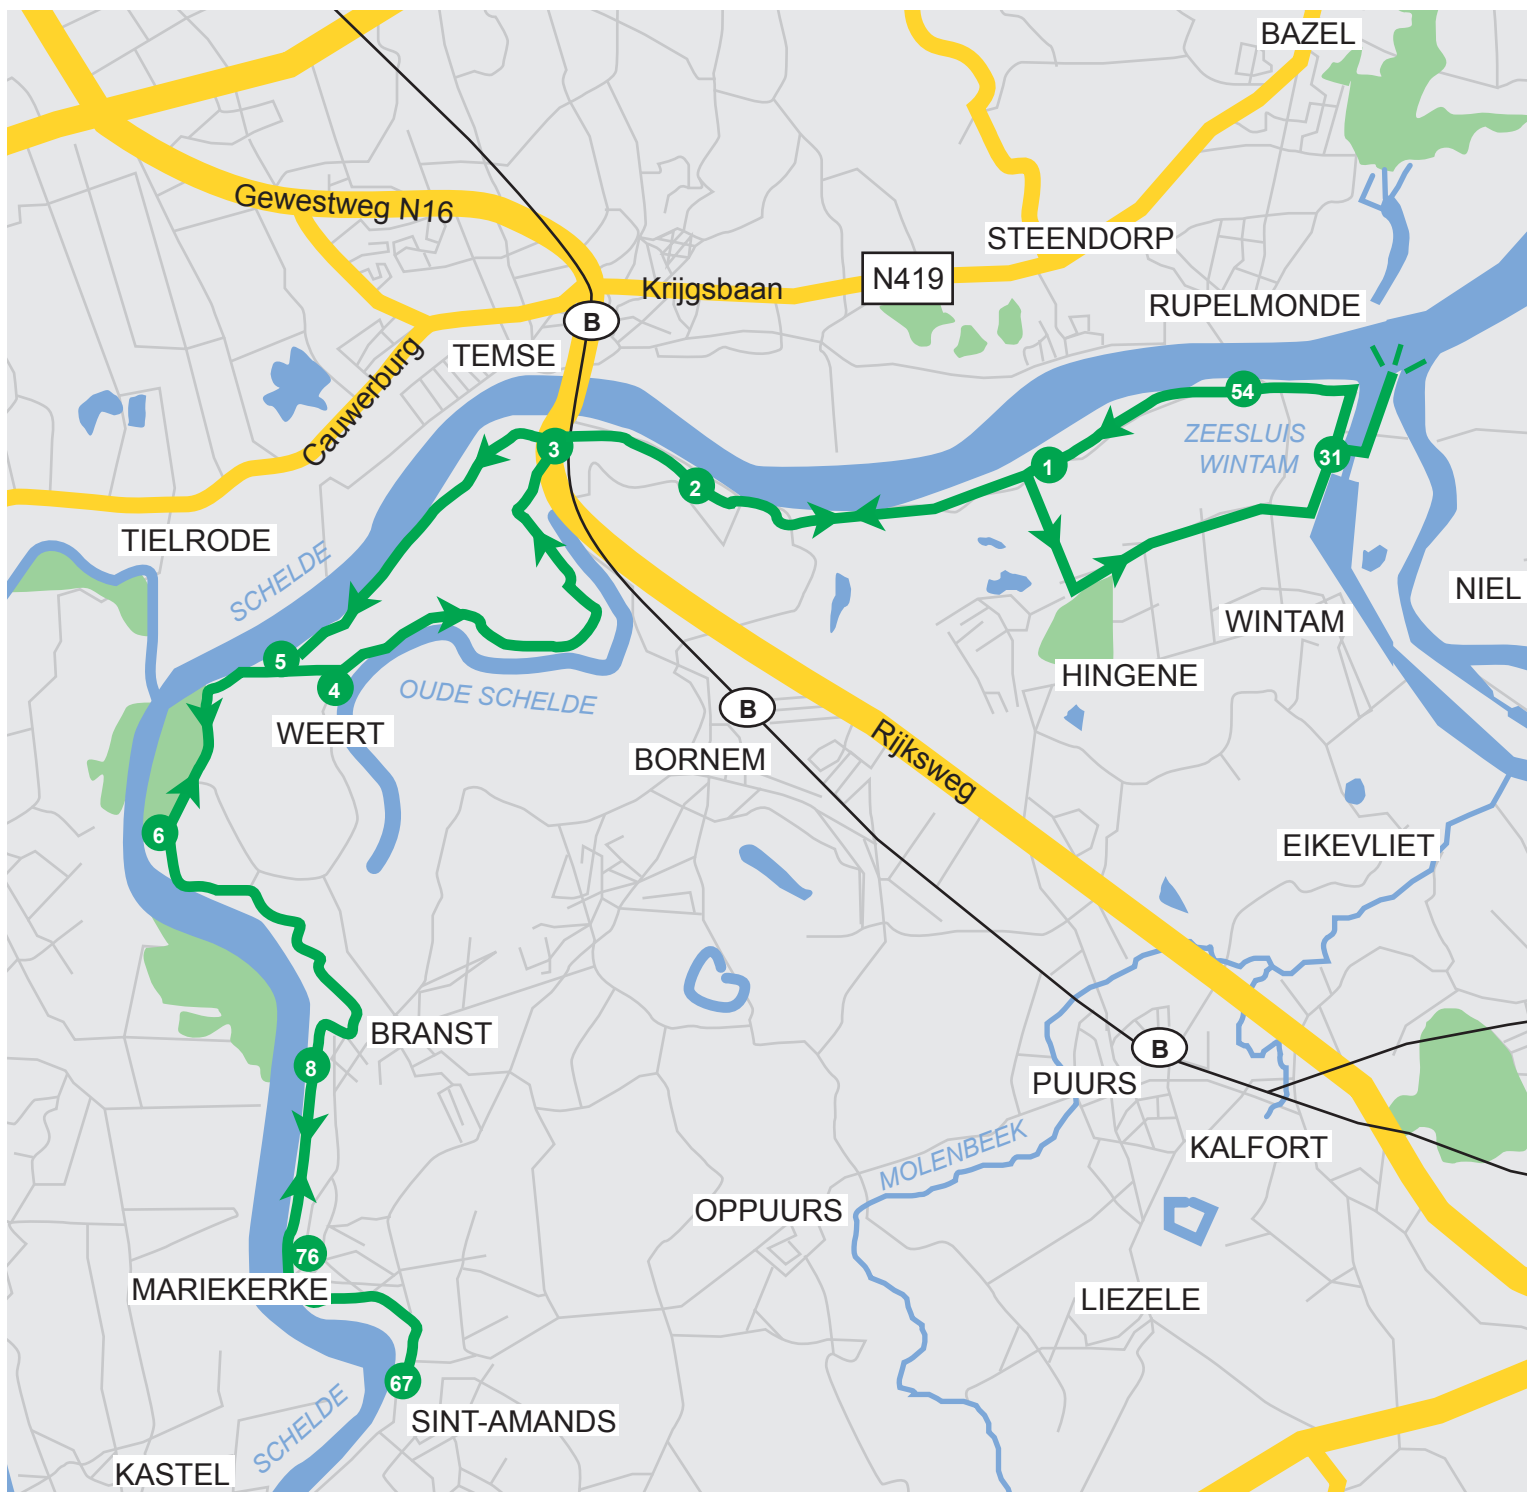 BAZEL
Gewestweg N16
STEENDORP
N419
Krijgsbaan
RUPELMONDE
B
TEMSE
Cauwerburg
54
3
ZEESLUIS
WINTAM
31
1
2
TIELRODE
SCHELDE
NIEL
WINTAM
5
4
HINGENE
OUDE SCHELDE
B
WEERT
BORNEM
Rijksweg
6
EIKEVLIET
BRANST
B
8
PUURS
MOLENBEEK
KALFORT
OPPUURS
76
MARIEKERKE
LIEZELE
67
SCHELDE
SINT-AMANDS
KASTEL